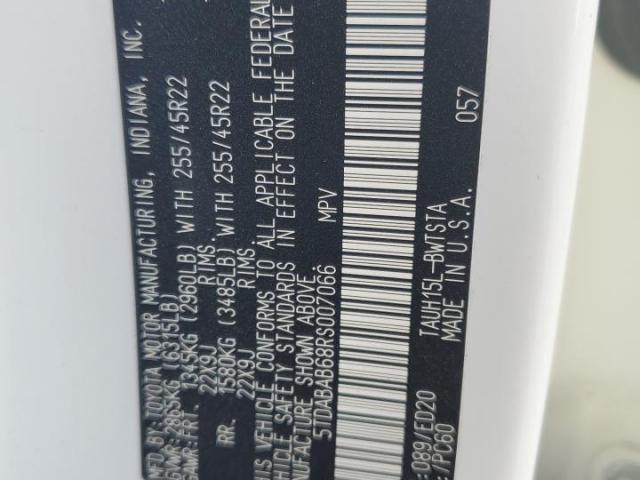 MFD BY: TOYOTA MOTOR MANUFACTURING, INDIANA, INC.
GVWR: 2865KG (6315LB)
GAWR: FRT. 1345KG (2960LB) WITH 255/45R22
22X9J RIMS.
RR. 1580KG (3485LB) WITH 255/45R22
22X9J RIMS.
VEHICLE CONFORMS TO ALL APPLICABLE FEDERAL
VEHICLE SAFETY STANDARDS IN EFFECT ON THE DATE
MANUFACTURE SHOWN ABOVE.
5TDABAB68RS007066 MPV
:089/ED20 TAUH15L-BWTSTA 057
:/PC60 MADE IN U.S.A.